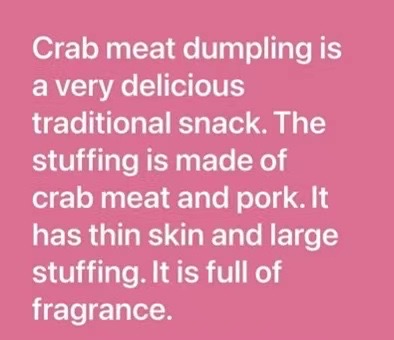 Crab meat dumpling is
a very delicious
traditional snack. The
stuffing is made of
crab meat and pork. It
has thin skin and large
stuffing. It is full of
fragrance.